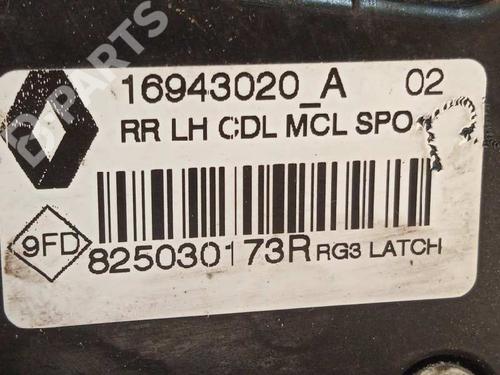 16943020_A 02
RR LH CDL MCL SPO
9FD
825030173R RG3 LATCH